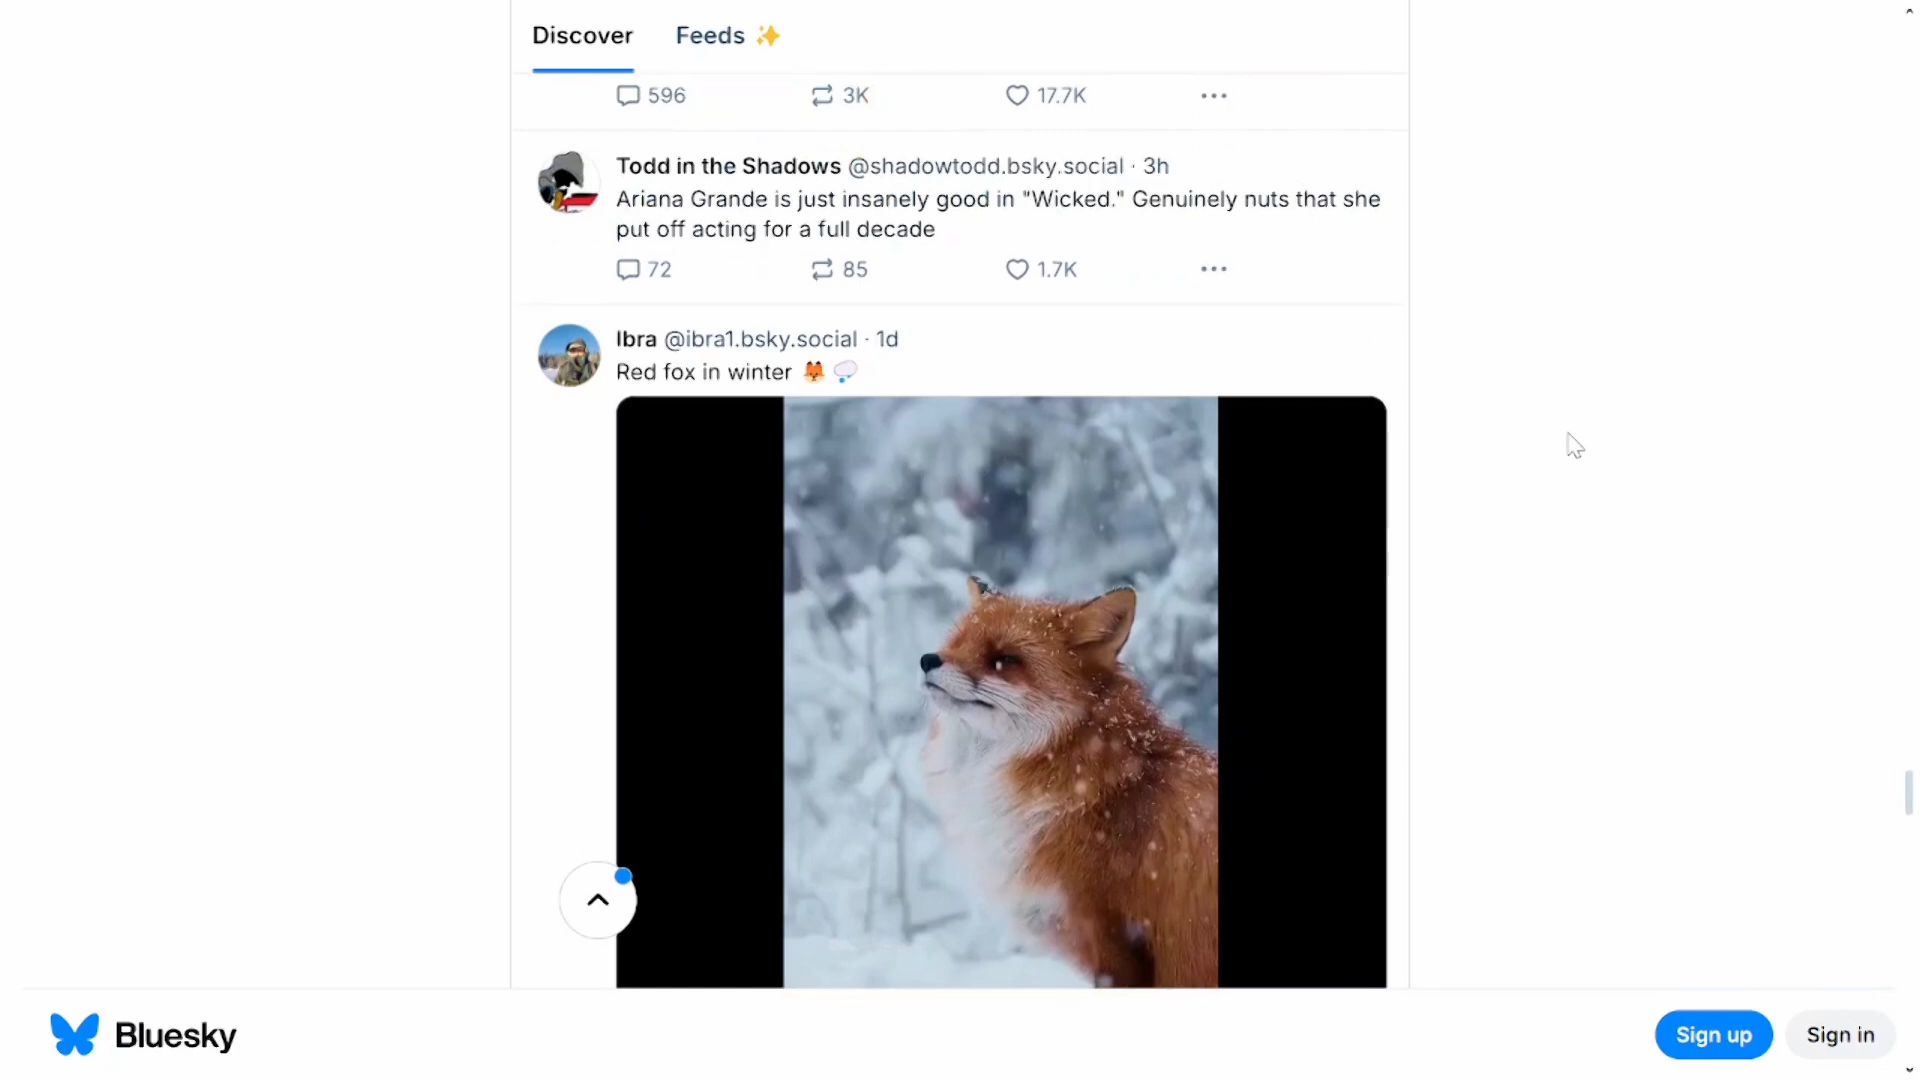 Discover Feeds ✨
596 3K 17.7K
Todd in the Shadows @shadowtodd.bsky.social · 3h
Ariana Grande is just insanely good in "Wicked." Genuinely nuts that she
put off acting for a full decade
72 85 1.7K
Ibra @ibra1.bsky.social · 1d
Red fox in winter 🦊 🌨️
Bluesky
Sign up Sign in